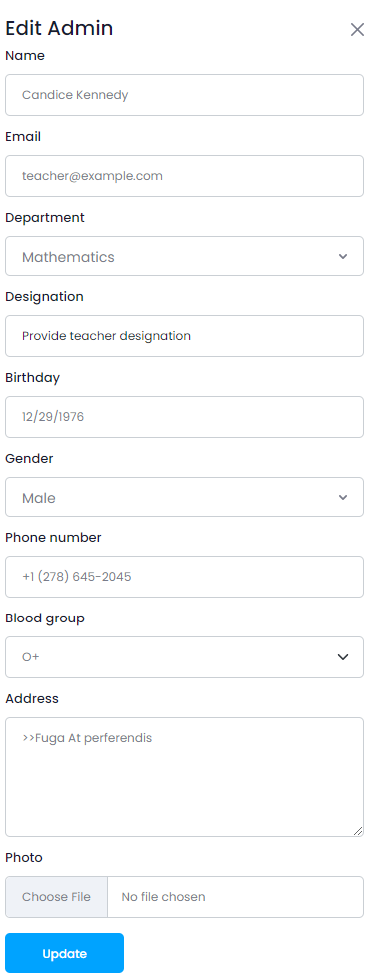 Edit Admin
Name
Candice Kennedy
Email
teacher@example.com
Department
Mathematics
Designation
Provide teacher designation
Birthday
12/29/1976
Gender
Male
Phone number
+1 (278) 645-2045
Blood group
O+
Address
>>Fuga At perferendis
Photo
Choose File No file chosen
Update